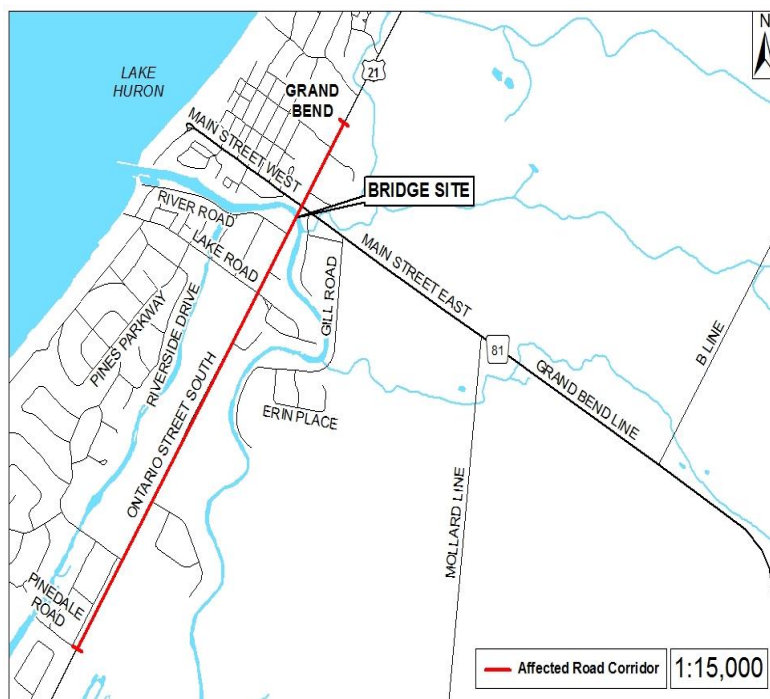 N
LAKE
HURON
21
GRAND
BEND
MAIN STREET WEST
BRIDGE SITE
RIVER ROAD
LAKE ROAD
MAIN STREET EAST
GILL ROAD
PINES PARKWAY
RIVERSIDE DRIVE
B LINE
81
GRAND BEND LINE
ERIN PLACE
ONTARIO STREET SOUTH
MOLLARD LINE
PINEDALE
ROAD
Affected Road Corridor
1:15,000